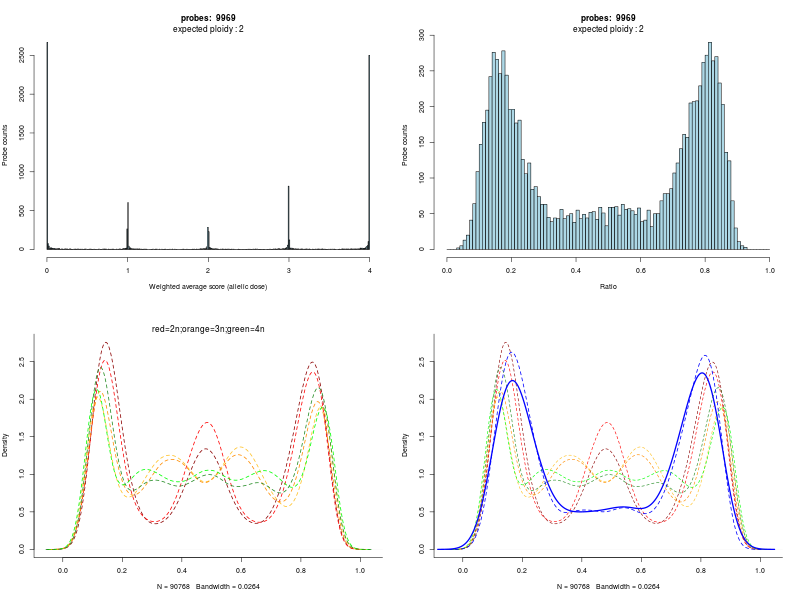 probes: 9969
expected ploidy : 2
Probe counts
2500
2000
1500
1000
500
0
0 1 2 3 4
Weighted average score (allelic dose)
probes: 9969
expected ploidy : 2
Probe counts
300
250
200
150
100
50
0
0.0 0.2 0.4 0.6 0.8 1.0
Ratio
red=2n;orange=3n;green=4n
Density
2.5
2.0
1.5
1.0
0.5
0.0
0.0 0.2 0.4 0.6 0.8 1.0
N = 90768 Bandwidth = 0.0264
Density
2.5
2.0
1.5
1.0
0.5
0.0
0.0 0.2 0.4 0.6 0.8 1.0
N = 90768 Bandwidth = 0.0264